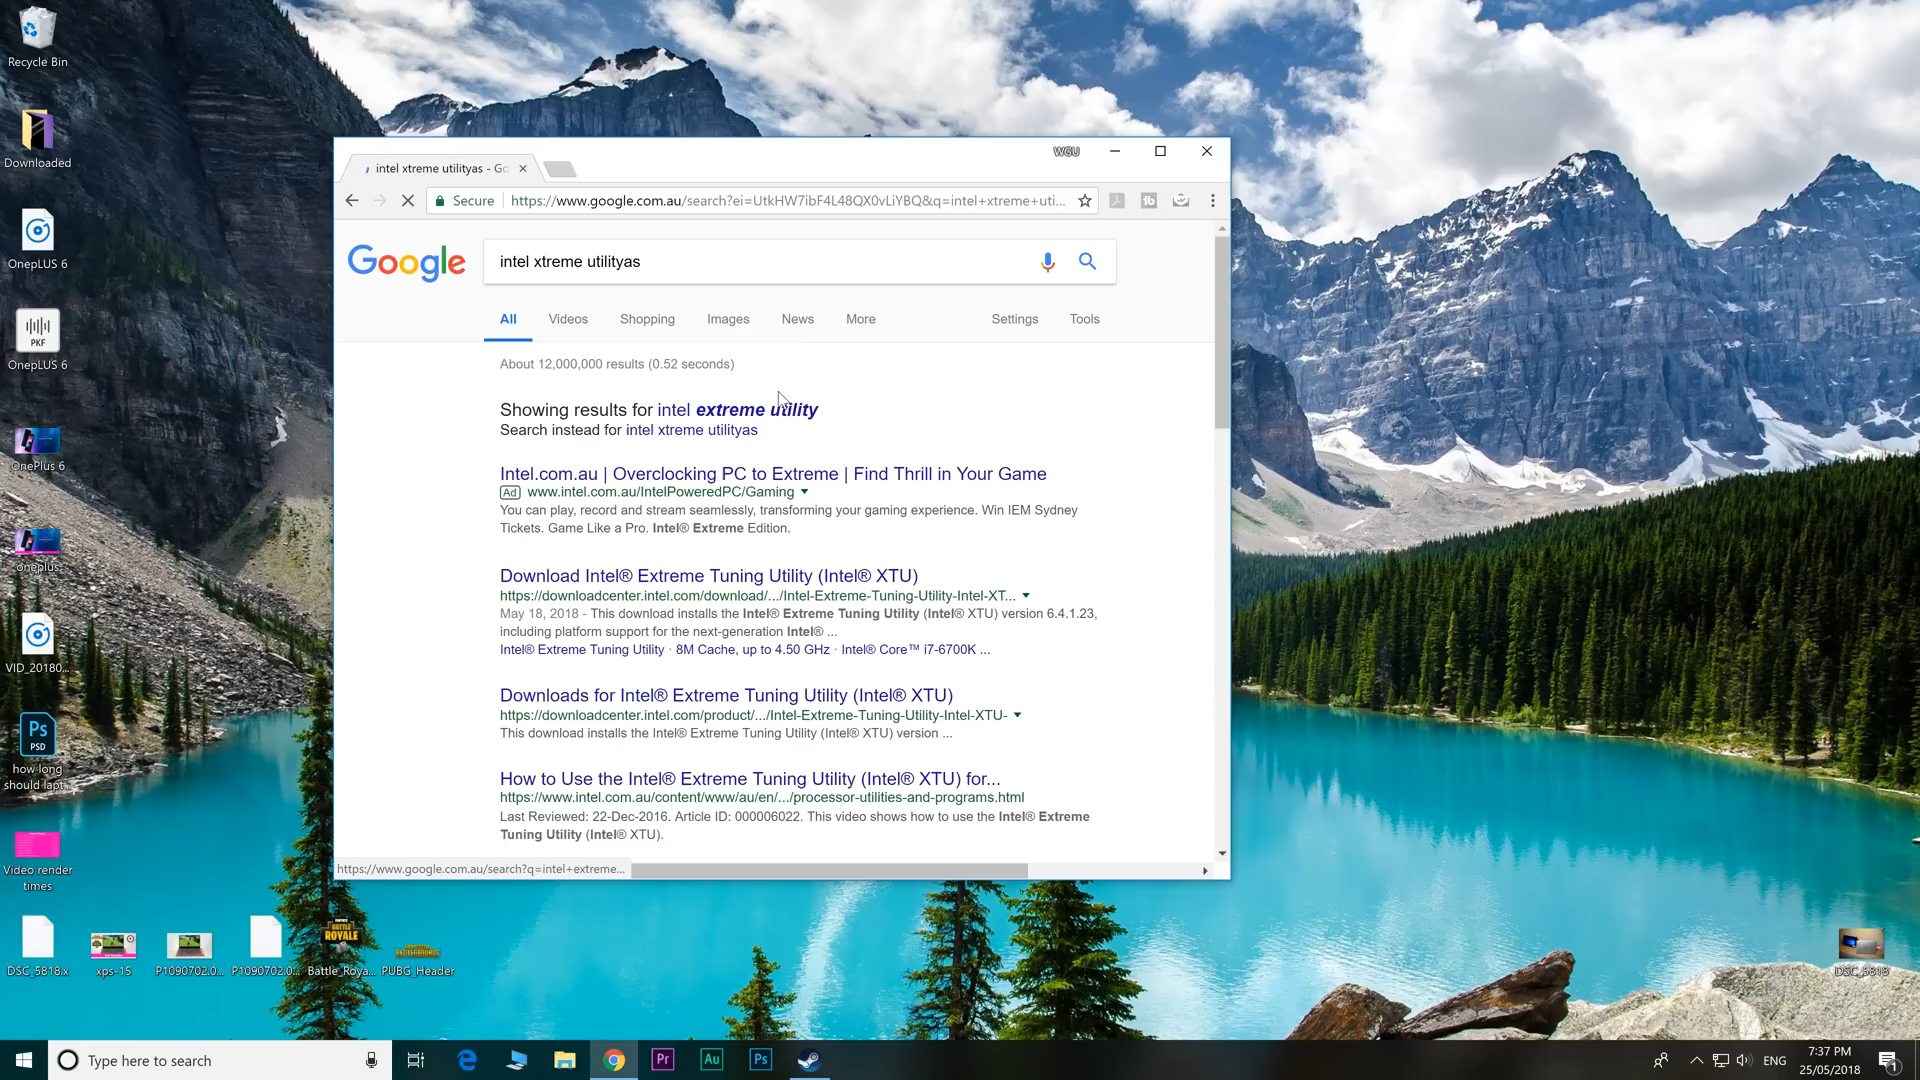 Recycle Bin
Downloaded
OnepLUS 6
PKF
OnepLUS 6
OnePlus 6
oneplus
VID_20180...
Ps
PSD
how long
should lapt...
Video render
times
DSC_5818.x
xps-15
P1090702.0...
P1090702.0...
BATTLE
ROYALE
Battle_Roya...
PUBG_Header
DSC_5818
WGU
intel xtreme utilityas - Go
Secure
https://www.google.com.au/search?ei=UtkHW7ibF4L48QX0vLiYBQ&q=intel+xtreme+uti...
Google
intel xtreme utilityas
All
Videos
Shopping
Images
News
More
Settings
Tools
About 12,000,000 results (0.52 seconds)
Showing results for intel extreme utility
Search instead for intel xtreme utilityas
Intel.com.au | Overclocking PC to Extreme | Find Thrill in Your Game
Ad www.intel.com.au/IntelPoweredPC/Gaming
You can play, record and stream seamlessly, transforming your gaming experience. Win IEM Sydney
Tickets. Game Like a Pro. Intel® Extreme Edition.
Download Intel® Extreme Tuning Utility (Intel® XTU)
https://downloadcenter.intel.com/download/.../Intel-Extreme-Tuning-Utility-Intel-XT...
May 18, 2018 - This download installs the Intel® Extreme Tuning Utility (Intel® XTU) version 6.4.1.23,
including platform support for the next-generation Intel® ...
Intel® Extreme Tuning Utility · 8M Cache, up to 4.50 GHz · Intel® Core™ i7-6700K ...
Downloads for Intel® Extreme Tuning Utility (Intel® XTU)
https://downloadcenter.intel.com/product/.../Intel-Extreme-Tuning-Utility-Intel-XTU-
This download installs the Intel® Extreme Tuning Utility (Intel® XTU) version ...
How to Use the Intel® Extreme Tuning Utility (Intel® XTU) for...
https://www.intel.com.au/content/www/au/en/.../processor-utilities-and-programs.html
Last Reviewed: 22-Dec-2016. Article ID: 000006022. This video shows how to use the Intel® Extreme
Tuning Utility (Intel® XTU).
https://www.google.com.au/search?q=intel+extreme...
Type here to search
Pr
Au
Ps
ENG
7:37 PM
25/05/2018
1